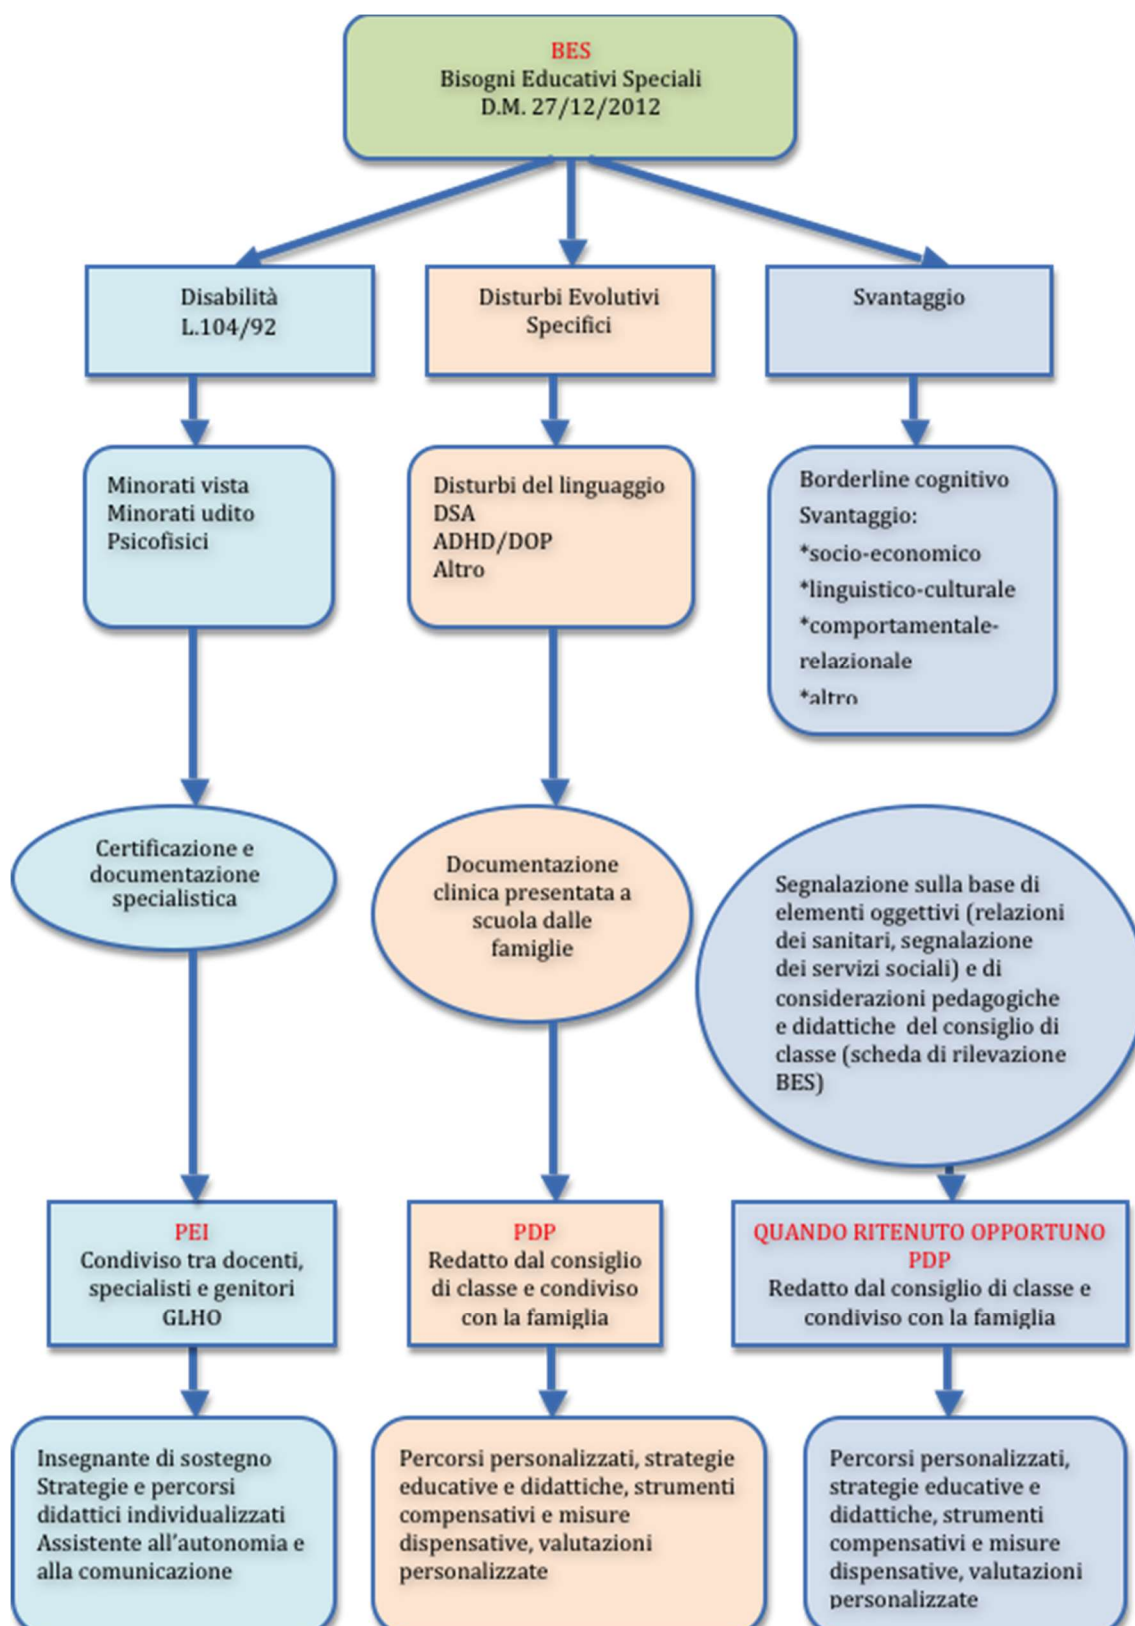 BES
Bisogni Educativi Speciali
D.M. 27/12/2012
Disabilità
L.104/92
Disturbi Evolutivi
Specifici
Svantaggio
Minorati vista
Minorati udito
Psicofisici
Disturbi del linguaggio
DSA
ADHD/DOP
Altro
Borderline cognitivo
Svantaggio:
*socio-economico
*linguistico-culturale
*comportamentale-
relazionale
*altro
Certificazione e
documentazione
specialistica
Documentazione
clinica presentata a
scuola dalle
famiglie
Segnalazione sulla base di
elementi oggettivi (relazioni
dei sanitari, segnalazione
dei servizi sociali) e di
considerazioni pedagogiche
e didattiche  del consiglio di
classe (scheda di rilevazione
BES)
PEI
Condiviso tra docenti,
specialisti e genitori
GLHO
PDP
Redatto dal consiglio
di classe e condiviso
con la famiglia
QUANDO RITENUTO OPPORTUNO
PDP
Redatto dal consiglio di classe e
condiviso con la famiglia
Insegnante di sostegno
Strategie e percorsi
didattici individualizzati
Assistente all'autonomia e
alla comunicazione
Percorsi personalizzati, strategie
educative e didattiche, strumenti
compensativi e misure
dispensative, valutazioni
personalizzate
Percorsi personalizzati,
strategie educative e
didattiche, strumenti
compensativi e misure
dispensative, valutazioni
personalizzate